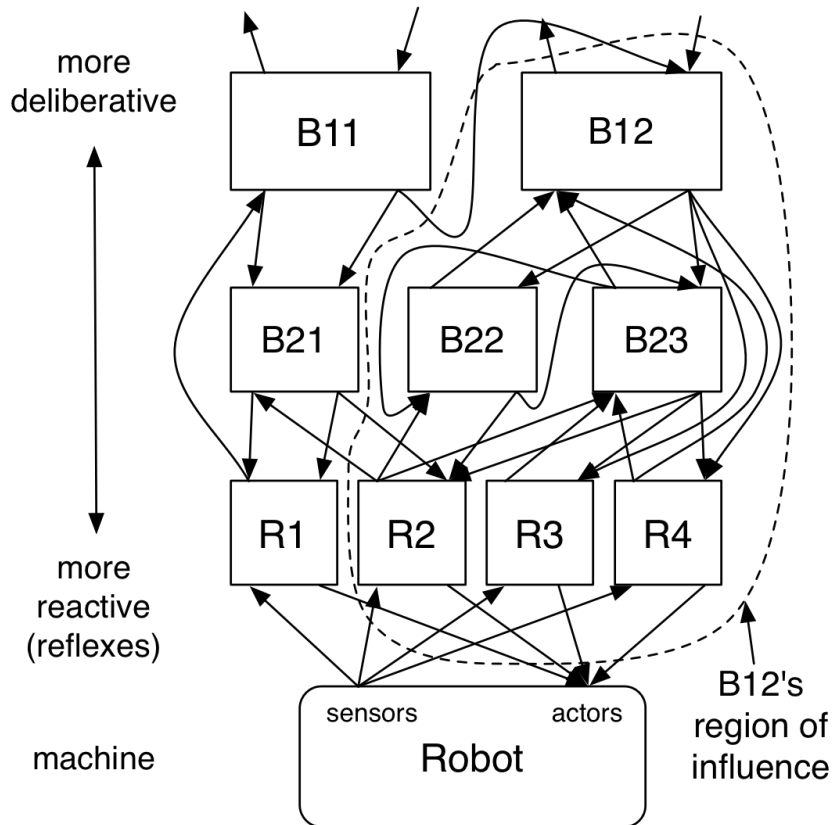 more
deliberative
B11
B12
B21
B22
B23
R1
R2
R3
R4
more
reactive
(reflexes)
B12's
region of
influence
sensors
actors
Robot
machine